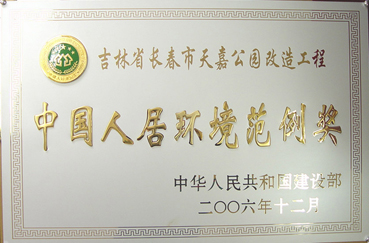 吉林省长春市天嘉公园改造工程
中国人居环境范例奖
中华人民共和国建设部
二〇〇六年十二月